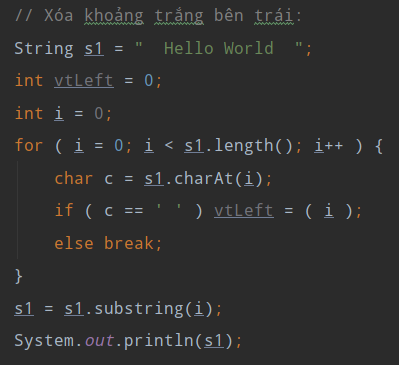 // Xóa khoảng trắng bên trái:
String s1 = "  Hello World  ";
int vtLeft = 0;
int i = 0;
for ( i = 0; i < s1.length(); i++ ) {
    char c = s1.charAt(i);
    if ( c == ' ' ) vtLeft = ( i );
    else break;
}
s1 = s1.substring(i);
System.out.println(s1);